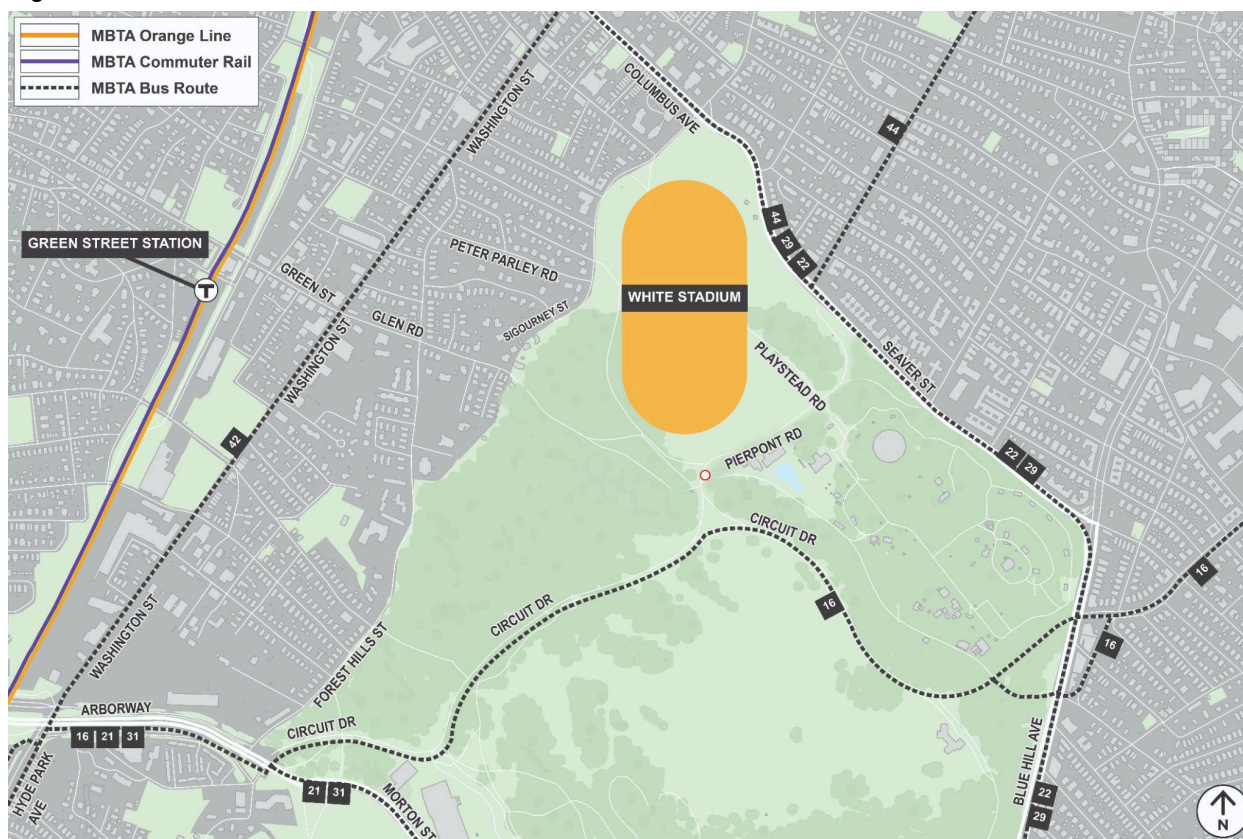 MBTA Orange Line
MBTA Commuter Rail
MBTA Bus Route
WASHINGTON ST
COLUMBUS AVE
44
GREEN STREET STATION
T
PETER PARLEY RD
GREEN ST
GLEN RD
SIGOURNEY ST
WASHINGTON ST
WHITE STADIUM
44
29
22
SEAVER ST
PLAYSTEAD RD
42
PIERPONT RD
22 29
CIRCUIT DR
16
CIRCUIT DR
16
16
WASHINGTON ST
FOREST HILLS ST
ARBORWAY
16 21 31
CIRCUIT DR
HYDE PARK
AVE
21 31
MORTON ST
BLUE HILL AVE
22
29
N